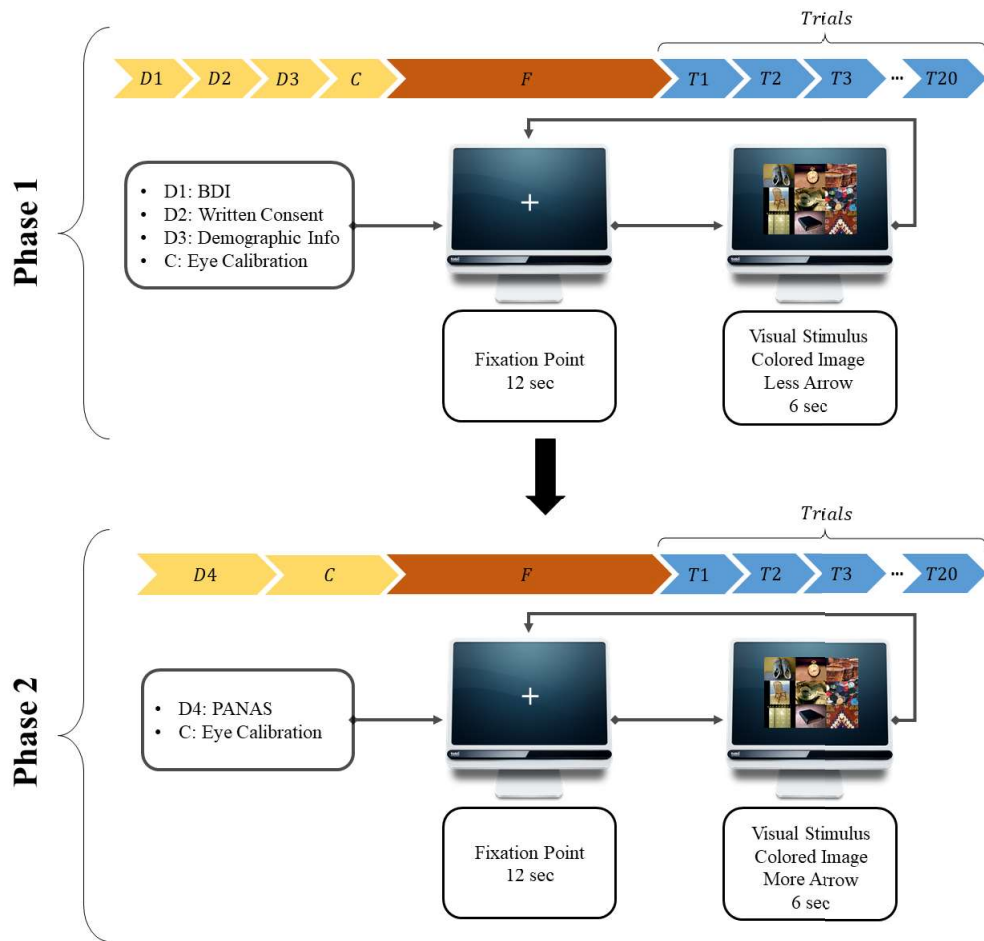 Trials
D1 D2 D3 C F T1 T2 T3 ... T20
Phase 1
• D1: BDI
• D2: Written Consent
• D3: Demographic Info
• C: Eye Calibration
Fixation Point
12 sec
Visual Stimulus
Colored Image
Less Arrow
6 sec
Trials
D4 C F T1 T2 T3 ... T20
Phase 2
• D4: PANAS
• C: Eye Calibration
Fixation Point
12 sec
Visual Stimulus
Colored Image
More Arrow
6 sec